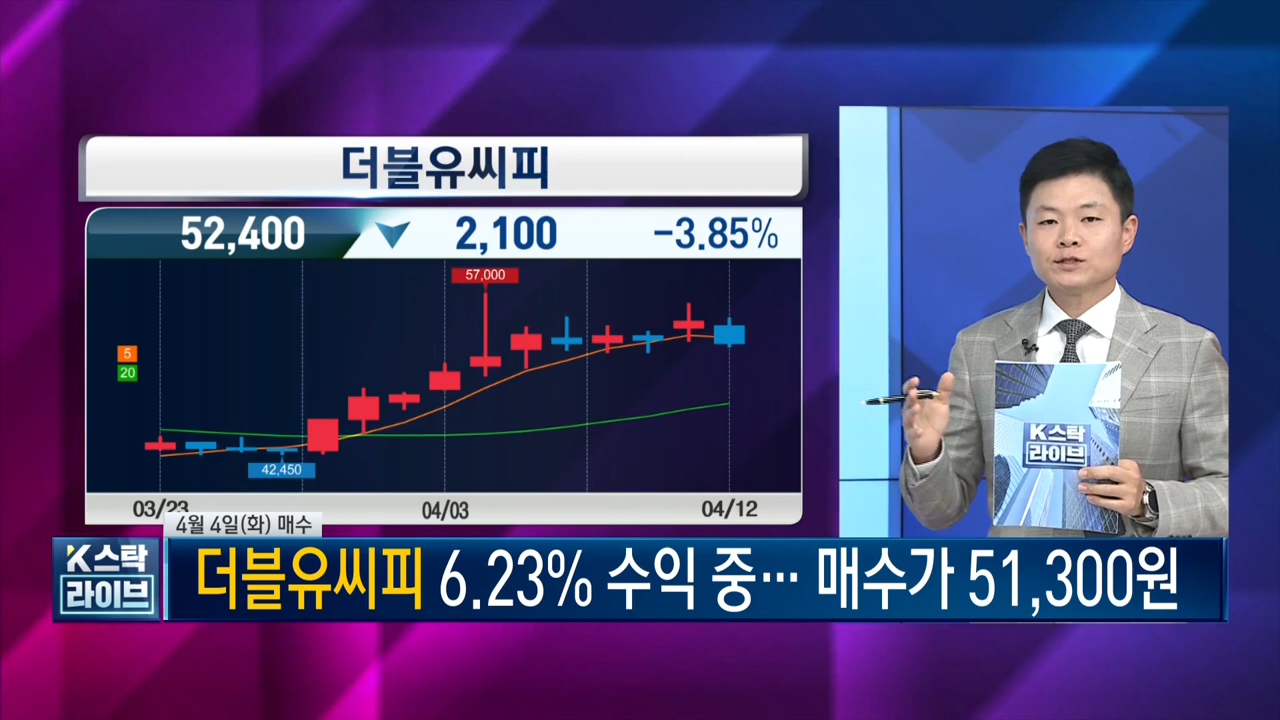 더블유씨피
52,400 ▼ 2,100 -3.85%
57,000
5
20
42,450
03/23 04/03 04/12
K스탁
라이브
4월 4일(화) 매수
K스탁
라이브
더블유씨피 6.23% 수익 중… 매수가 51,300원